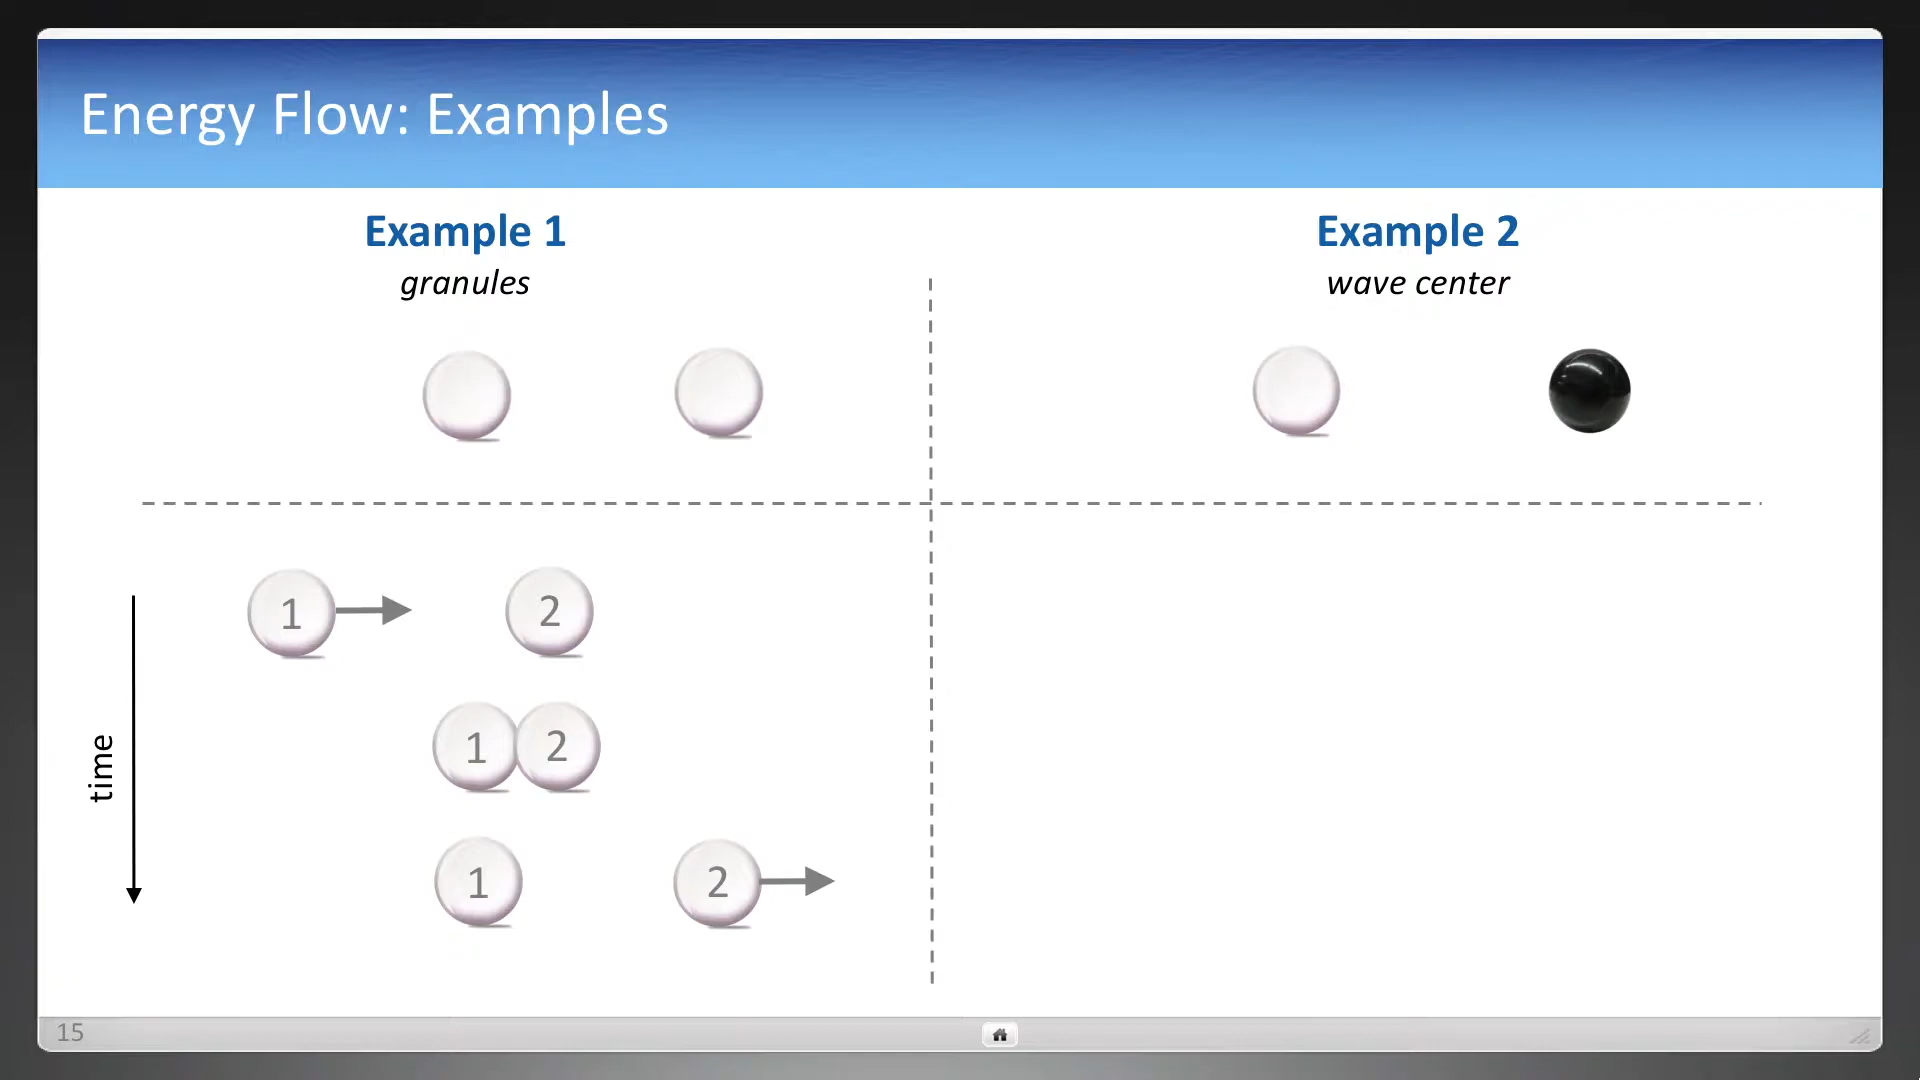 Energy Flow: Examples
Example 1
granules
Example 2
wave center
time
1
2
1
2
1
2
15